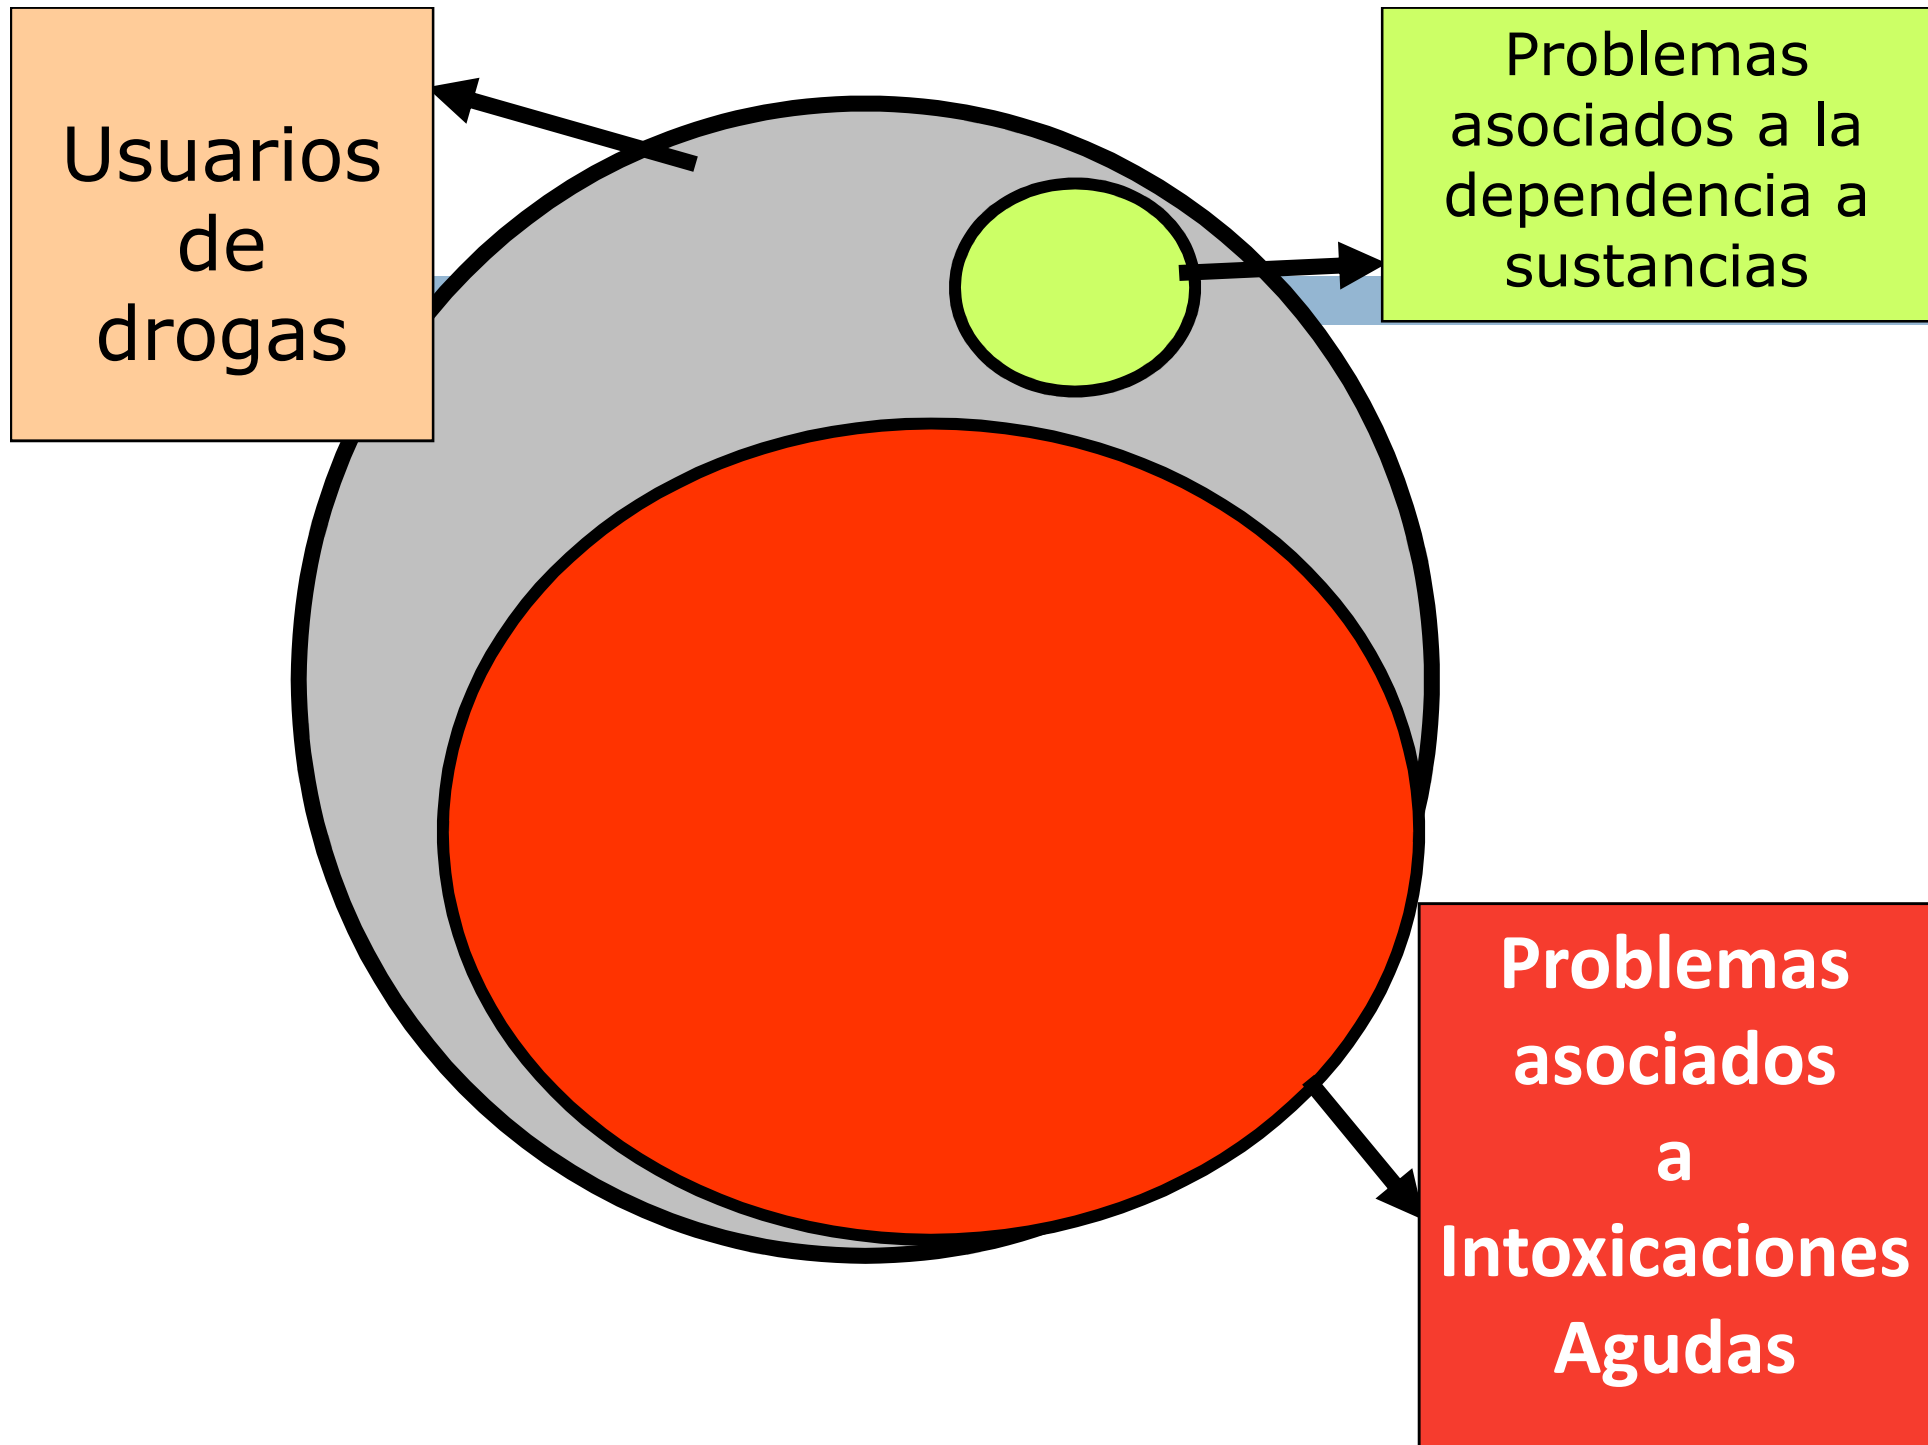 Usuarios
de
drogas
Problemas
asociados a la
dependencia a
sustancias
Problemas
asociados
a
Intoxicaciones
Agudas